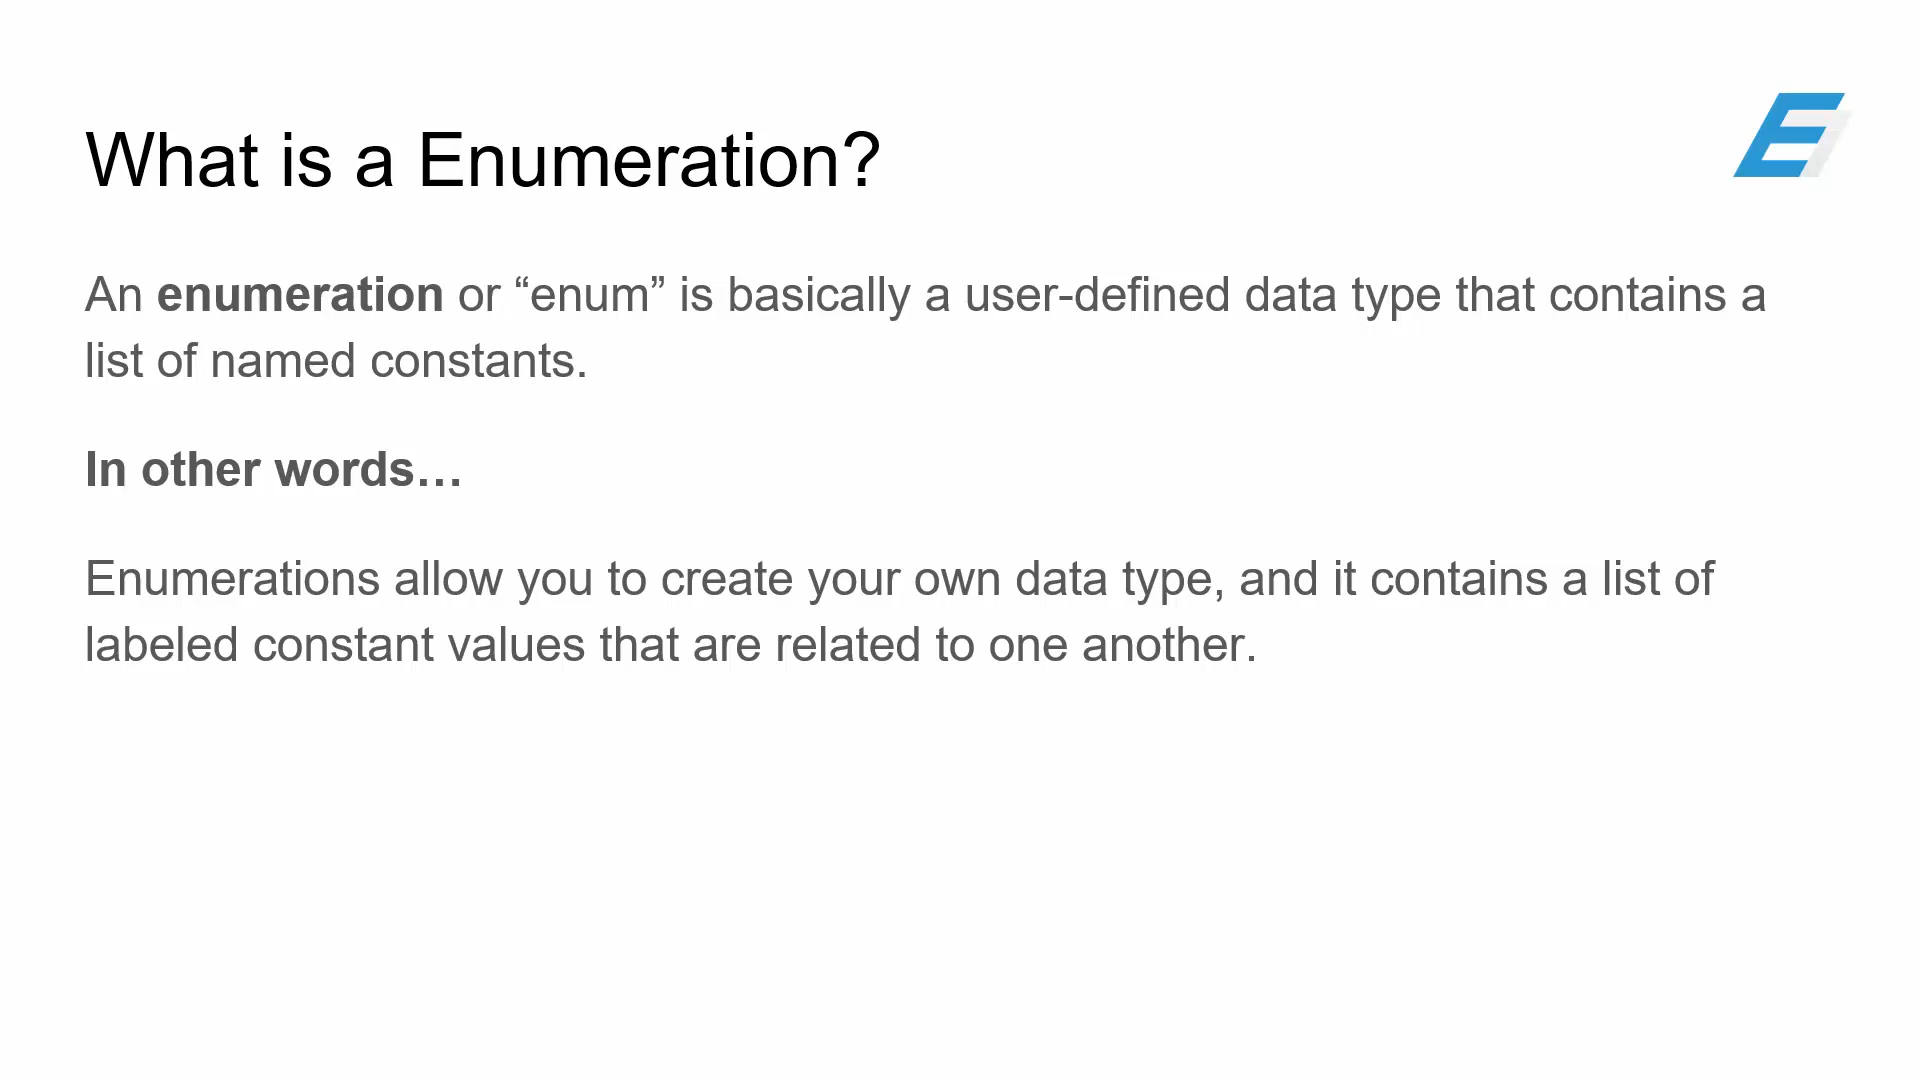 What is a Enumeration?
An enumeration or “enum” is basically a user-defined data type that contains a
list of named constants.
In other words…
Enumerations allow you to create your own data type, and it contains a list of
labeled constant values that are related to one another.